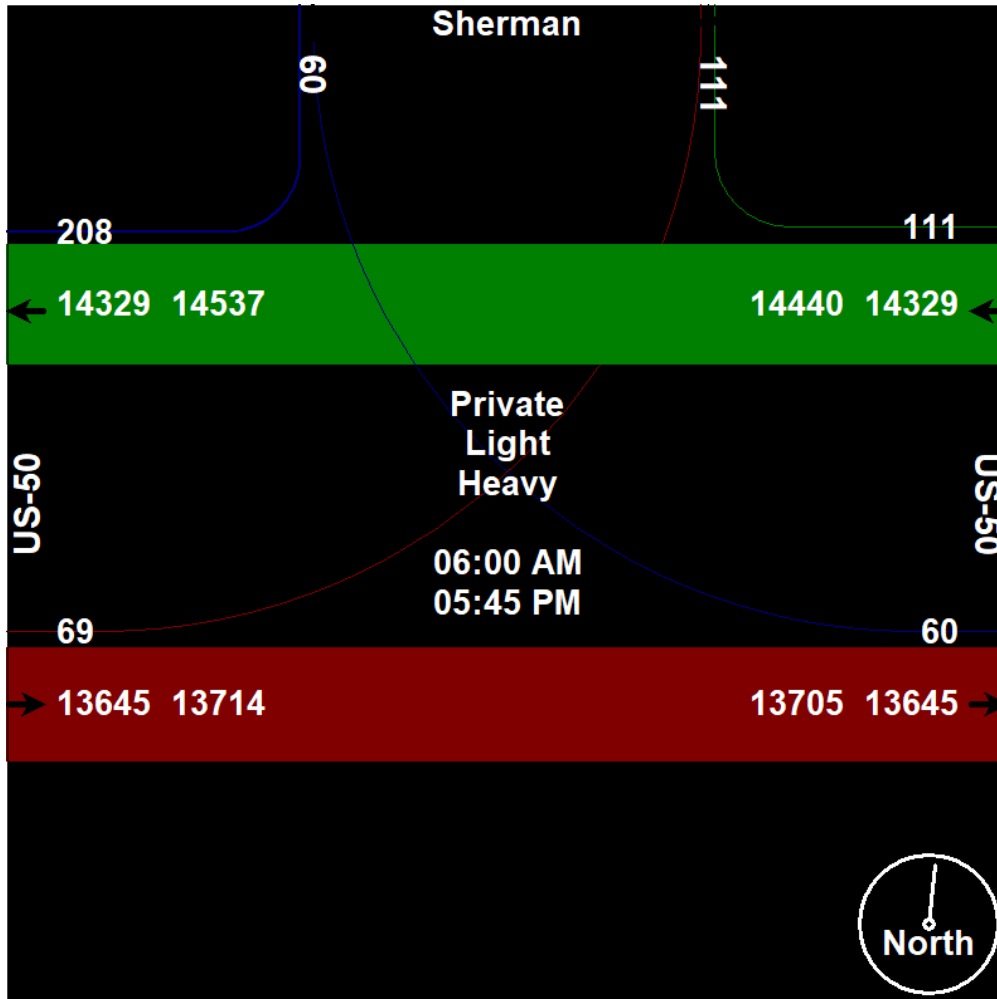 Sherman
60
111
208
111
14329 14537
14440 14329
Private
Light
Heavy
US-50
US-50
06:00 AM
05:45 PM
69
60
13645 13714
13705 13645
North